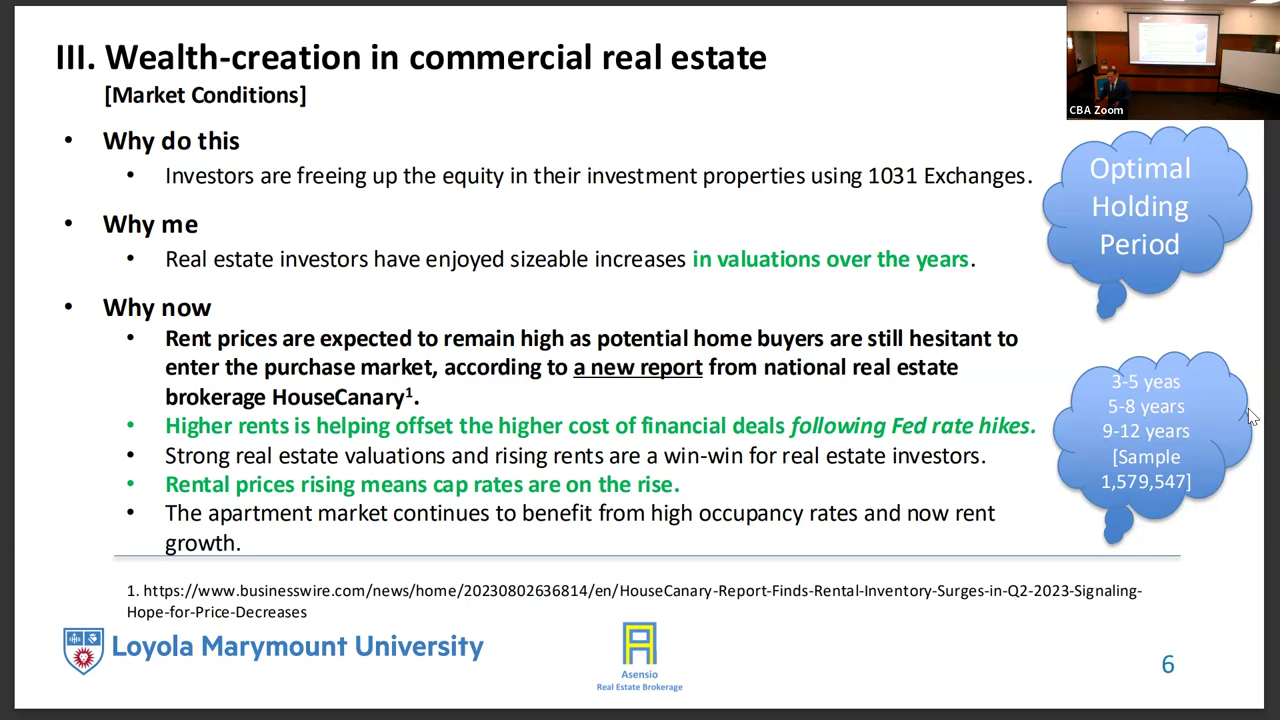 III. Wealth-creation in commercial real estate
[Market Conditions]
CBA Zoom
• Why do this
• Investors are freeing up the equity in their investment properties using 1031 Exchanges.
• Why me
• Real estate investors have enjoyed sizeable increases in valuations over the years.
• Why now
• Rent prices are expected to remain high as potential home buyers are still hesitant to
enter the purchase market, according to a new report from national real estate
brokerage HouseCanary¹.
• Higher rents is helping offset the higher cost of financial deals following Fed rate hikes.
• Strong real estate valuations and rising rents are a win-win for real estate investors.
• Rental prices rising means cap rates are on the rise.
• The apartment market continues to benefit from high occupancy rates and now rent
growth.
Optimal
Holding
Period
3-5 yeas
5-8 years
9-12 years
[Sample
1,579,547]
1. https://www.businesswire.com/news/home/20230802636814/en/HouseCanary-Report-Finds-Rental-Inventory-Surges-in-Q2-2023-Signaling-
Hope-for-Price-Decreases
Loyola Marymount University
Asensio
Real Estate Brokerage
6